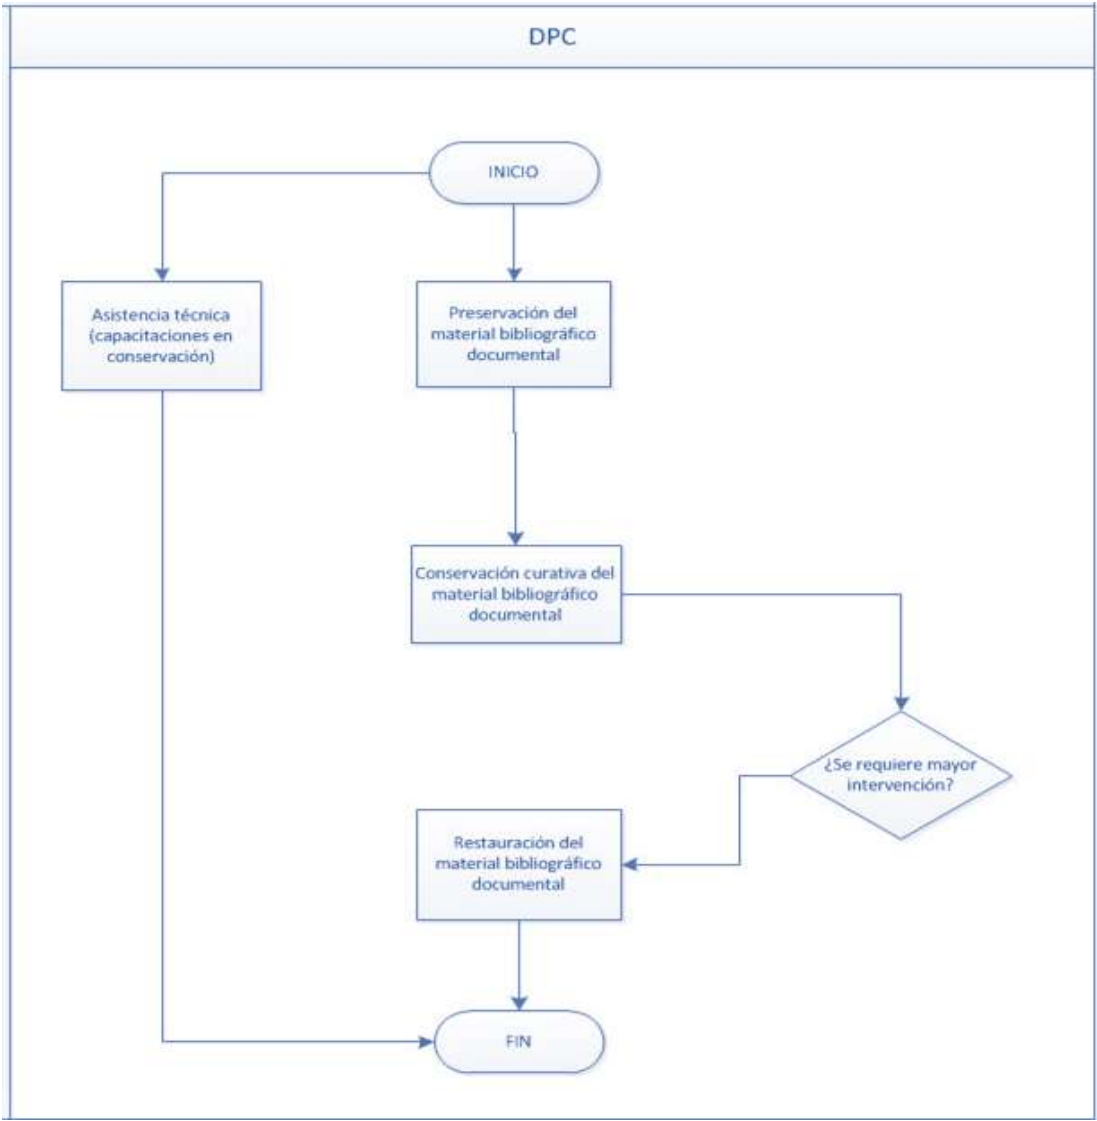 DPC
INICIO
Asistencia técnica
(capacitaciones en
conservación)
Preservación del
material bibliográfico
documental
Conservación curativa del
material bibliográfico
documental
¿Se requiere mayor
intervención?
Restauración del
material bibliográfico
documental
FIN